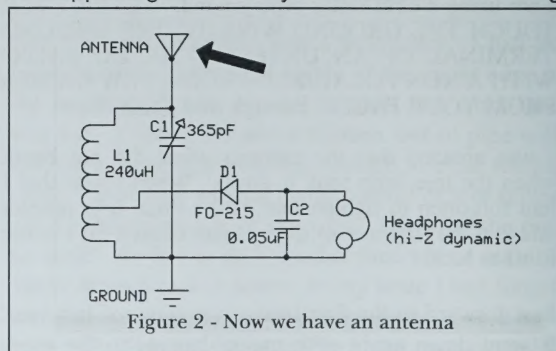 ANTENNA
C1
365pF
L1
240uH
D1
FO-215
C2
0.05uF
Headphones
(hi-Z dynamic)
GROUND
Figure 2 - Now we have an antenna